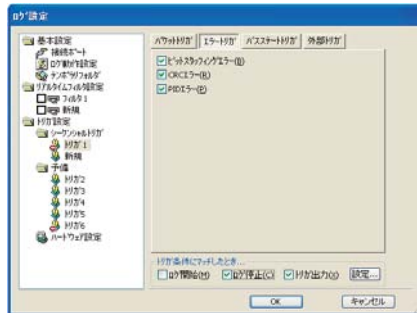 ログ設定
基本設定
接続ポート
ログ動作設定
テンポラリフォルダ
リアルタイムフィルタ設定
フィルタ1
新規
トリガ設定
シーケンシャルトリガ
トリガ1
新規
予備
トリガ2
トリガ3
トリガ4
トリガ5
トリガ6
ハードウェア設定
パケットトリガ エラートリガ バスステートトリガ 外部トリガ
ビットスタッフィングエラー(B)
CRCエラー(R)
PIDエラー(P)
トリガ条件にマッチしたとき...
ログ開始(M) ログ停止(C) トリガ出力(X) 設定...
OK キャンセル